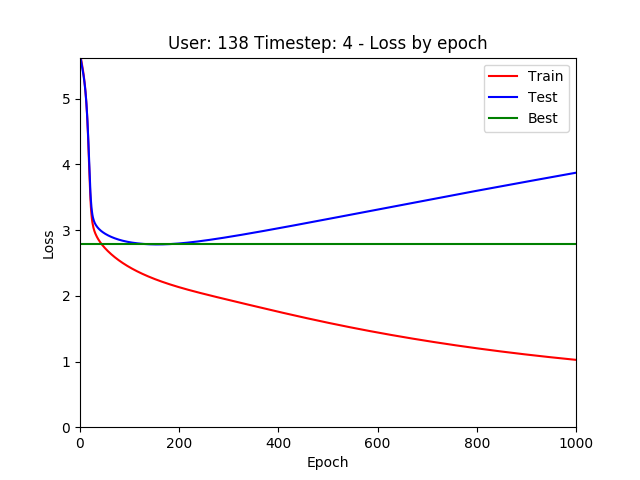 User: 138 Timestep: 4 - Loss by epoch
Train
Test
Best
5
4
3
2
1
0
Loss
0 200 400 600 800 1000
Epoch